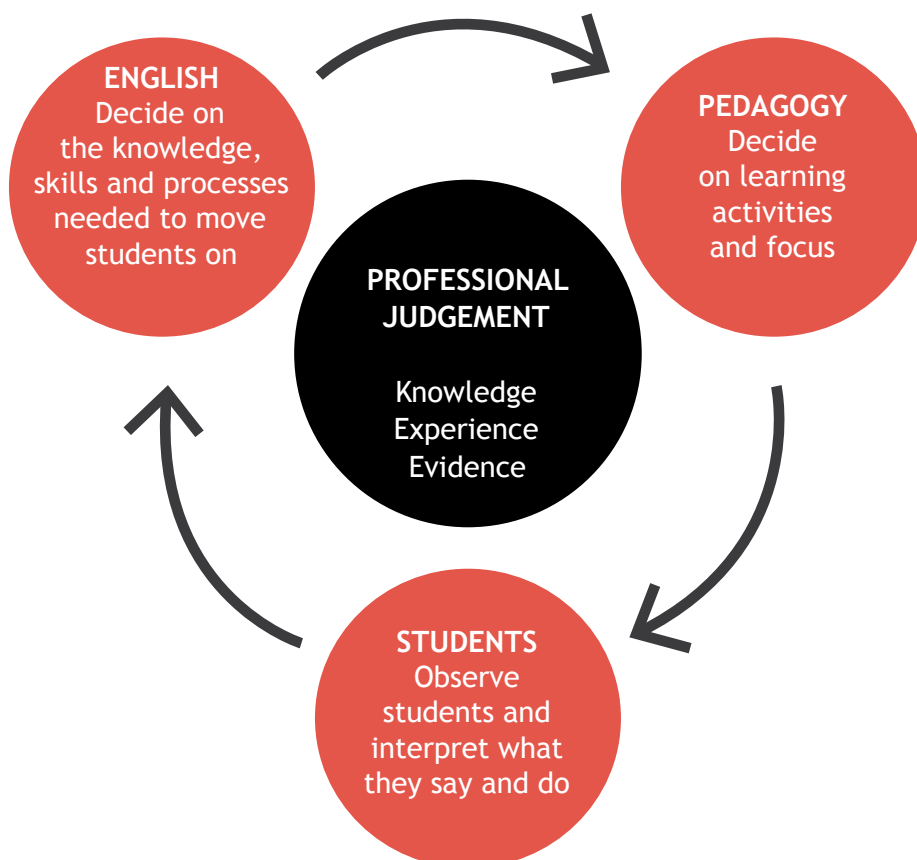 ENGLISH
Decide on
the knowledge,
skills and processes
needed to move
students on
PEDAGOGY
Decide
on learning
activities
and focus
PROFESSIONAL
JUDGEMENT
Knowledge
Experience
Evidence
STUDENTS
Observe
students and
interpret what
they say and do